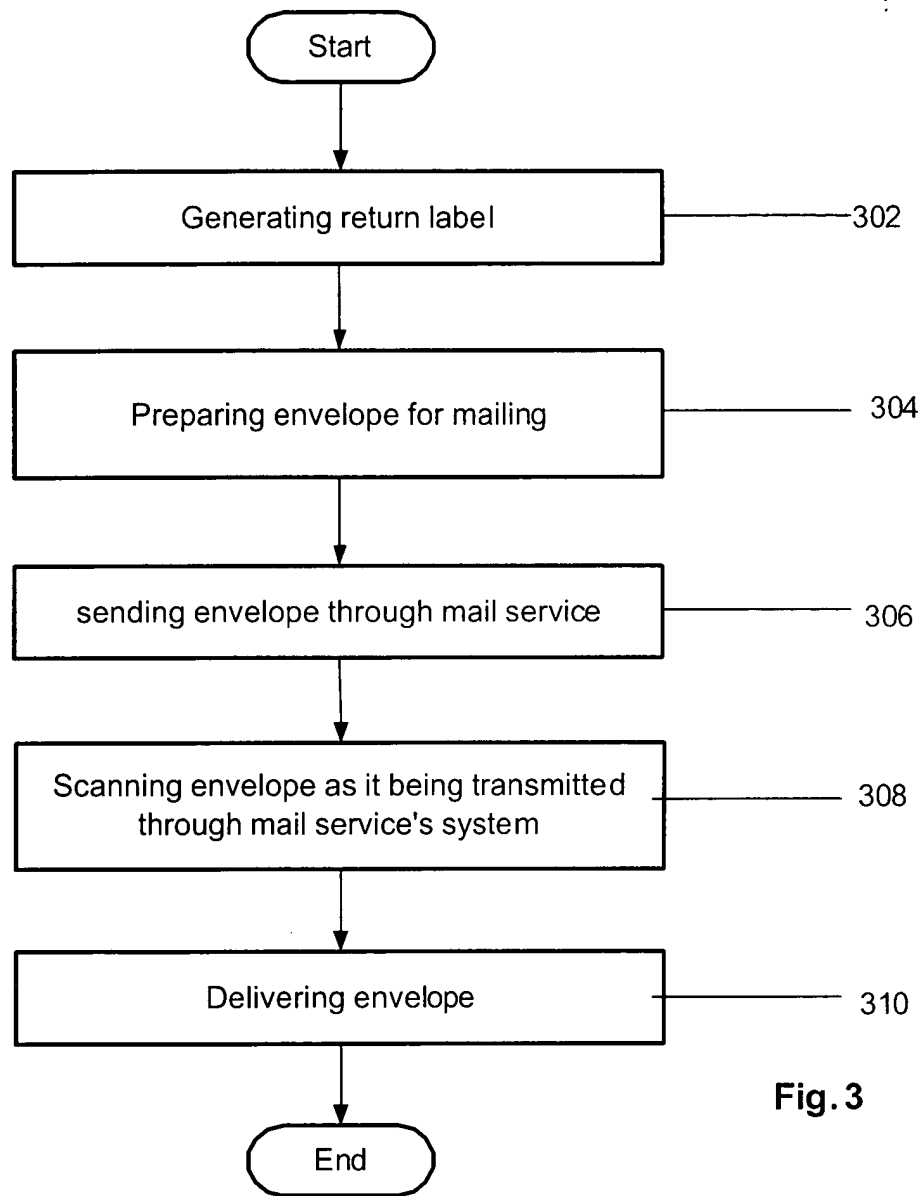 Start
Generating return label
302
Preparing envelope for mailing
304
sending envelope through mail service
306
Scanning envelope as it being transmitted
through mail service's system
308
Delivering envelope
310
End
Fig. 3